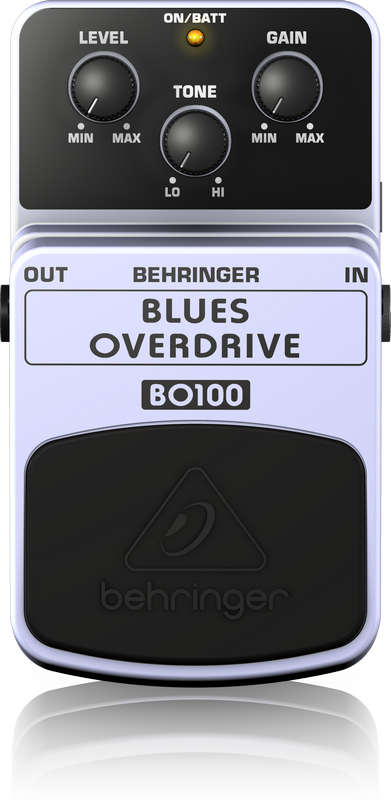 ON/BATT
LEVEL GAIN
TONE
MIN MAX MIN MAX
LO HI
OUT BEHRINGER IN
BLUES
OVERDRIVE
BO100
behringer